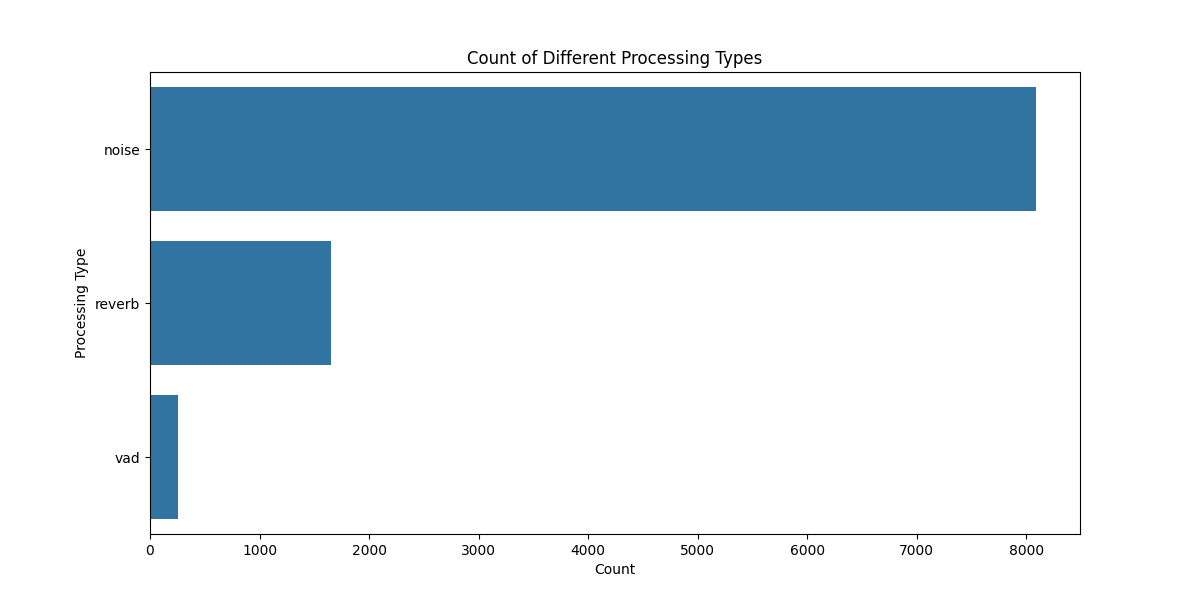 Count of Different Processing Types
Processing Type
noise
reverb
vad
0 1000 2000 3000 4000 5000 6000 7000 8000
Count